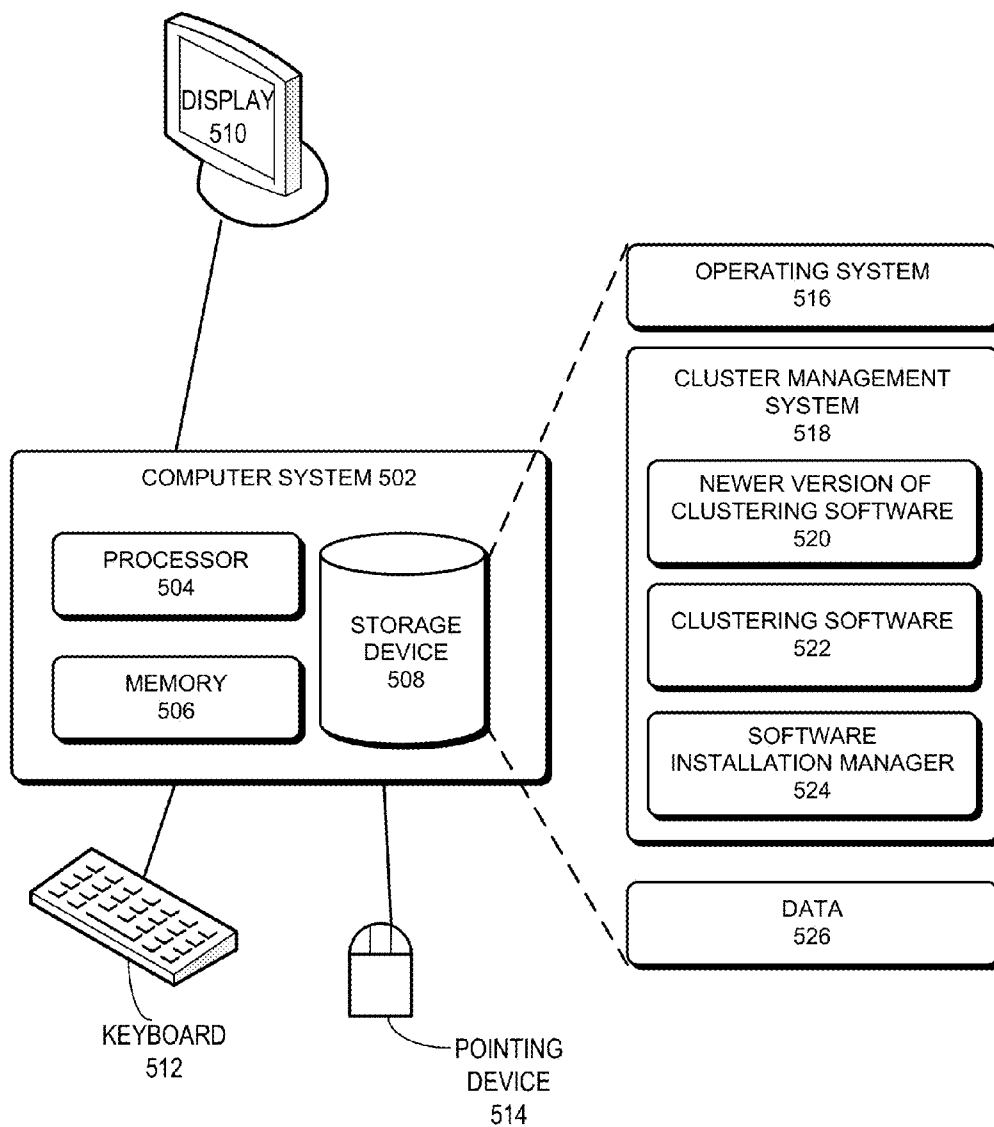 DISPLAY
510
OPERATING SYSTEM
516
CLUSTER MANAGEMENT
SYSTEM
518
NEWER VERSION OF
CLUSTERING SOFTWARE
520
CLUSTERING SOFTWARE
522
SOFTWARE
INSTALLATION MANAGER
524
DATA
526
COMPUTER SYSTEM 502
PROCESSOR
504
MEMORY
506
STORAGE
DEVICE
508
KEYBOARD
512
POINTING
DEVICE
514